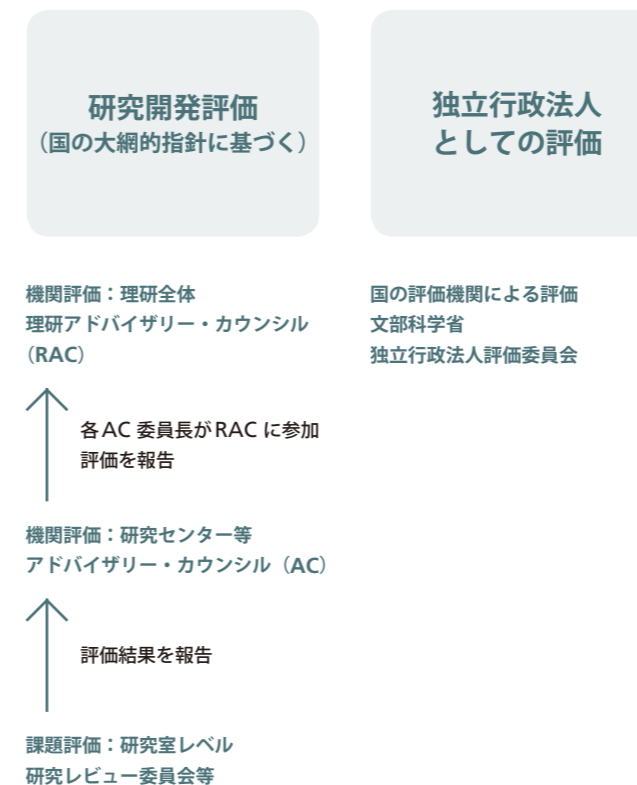 研究開発評価
（国の大綱的指針に基づく）
独立行政法人
としての評価
機関評価：理研全体
理研アドバイザリー・カウンシル
（RAC）
国の評価機関による評価
文部科学省
独立行政法人評価委員会
各AC 委員長がRAC に参加
評価を報告
機関評価：研究センター等
アドバイザリー・カウンシル（AC）
評価結果を報告
課題評価：研究室レベル
研究レビュー委員会等